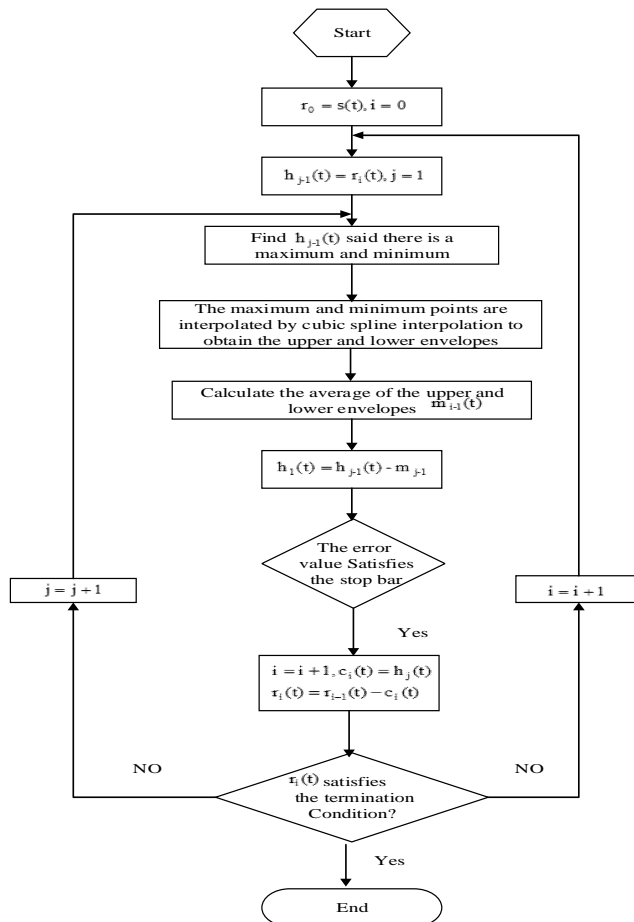 Start
r₀ = s(t), i = 0
h_{j-1}(t) = r_i(t), j = 1
Find h_{j-1}(t) said there is a
maximum and minimum
The maximum and minimum points are
interpolated by cubic spline interpolation to
obtain the upper and lower envelopes
Calculate the average of the upper and
lower envelopes m_{i-1}(t)
h₁(t) = h_{j-1}(t) - m_{j-1}
The error
value Satisfies
the stop bar
j = j + 1
i = i + 1
Yes
i = i + 1, c_i(t) = h_j(t)
r_i(t) = r_{i-1}(t) − c_i(t)
NO
NO
r_i(t) satisfies
the termination
Condition?
Yes
End